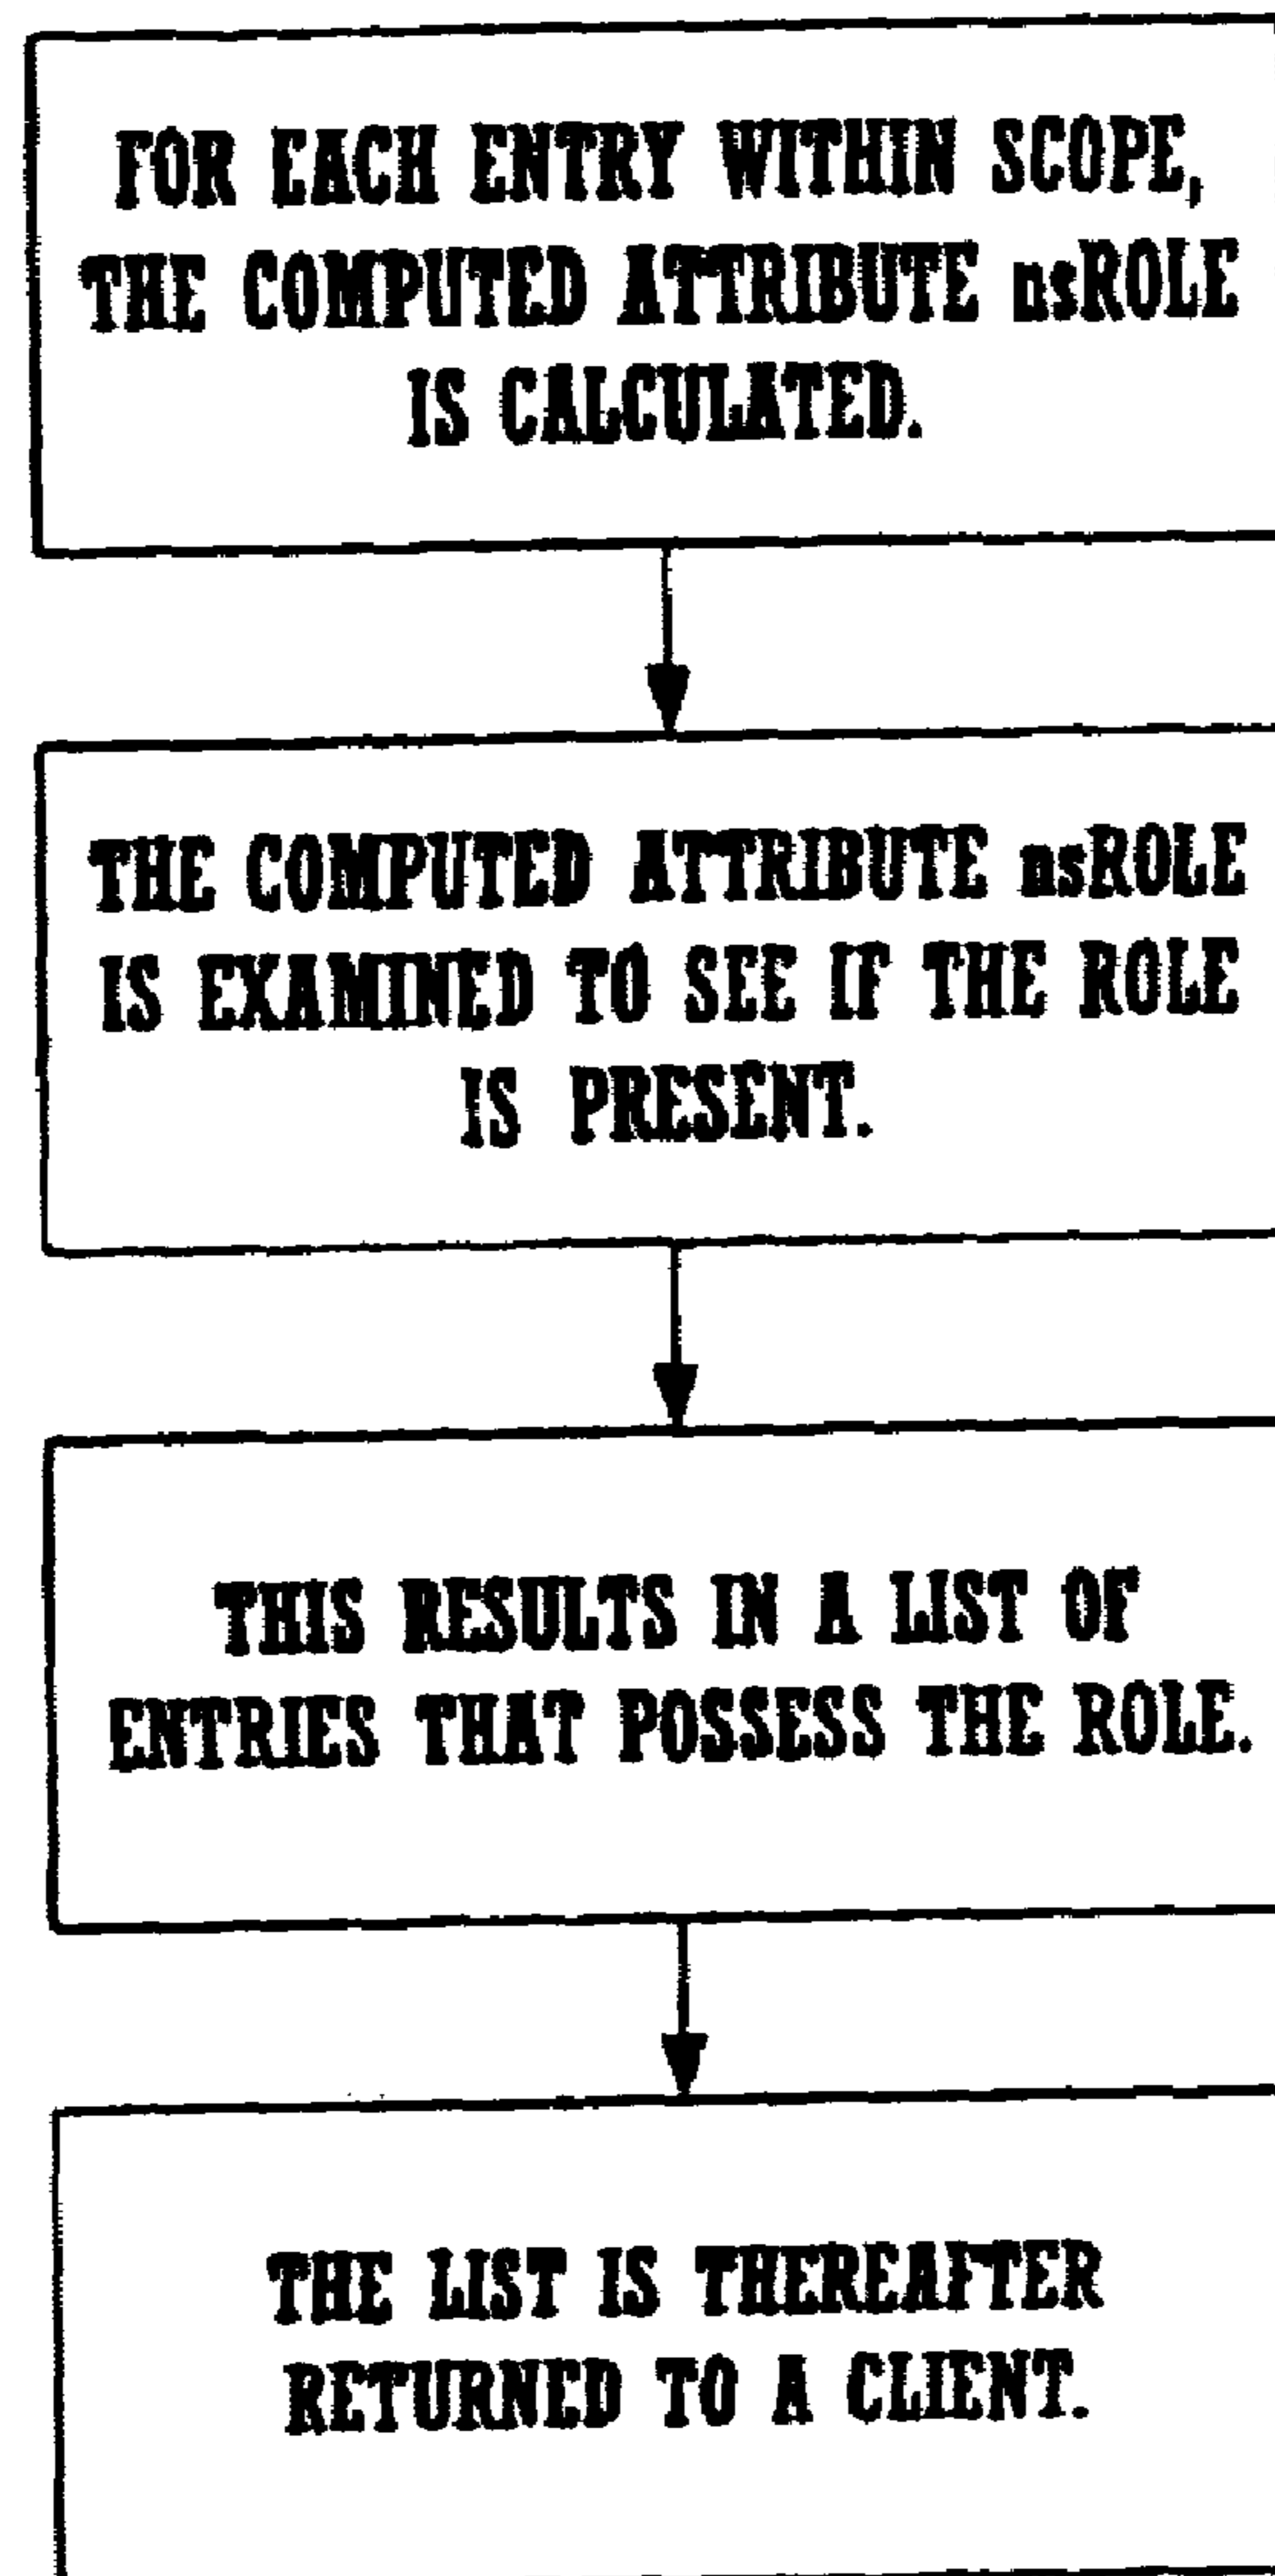 FOR EACH ENTRY WITHIN SCOPE,
THE COMPUTED ATTRIBUTE nsROLE
IS CALCULATED.
THE COMPUTED ATTRIBUTE nsROLE
IS EXAMINED TO SEE IF THE ROLE
IS PRESENT.
THIS RESULTS IN A LIST OF
ENTRIES THAT POSSESS THE ROLE.
THE LIST IS THEREAFTER
RETURNED TO A CLIENT.